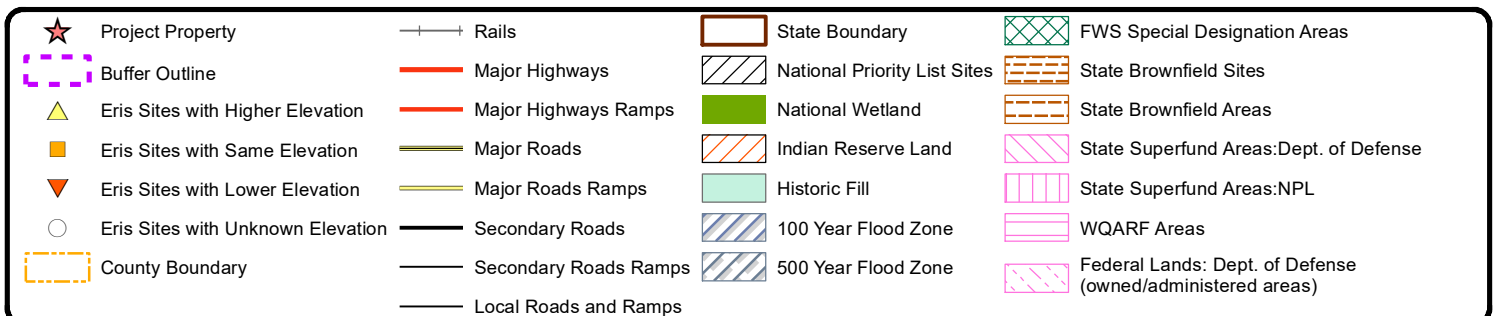 Project Property
Buffer Outline
Eris Sites with Higher Elevation
Eris Sites with Same Elevation
Eris Sites with Lower Elevation
Eris Sites with Unknown Elevation
County Boundary
Rails
Major Highways
Major Highways Ramps
Major Roads
Major Roads Ramps
Secondary Roads
Secondary Roads Ramps
Local Roads and Ramps
State Boundary
National Priority List Sites
National Wetland
Indian Reserve Land
Historic Fill
100 Year Flood Zone
500 Year Flood Zone
FWS Special Designation Areas
State Brownfield Sites
State Brownfield Areas
State Superfund Areas:Dept. of Defense
State Superfund Areas:NPL
WQARF Areas
Federal Lands: Dept. of Defense
(owned/administered areas)